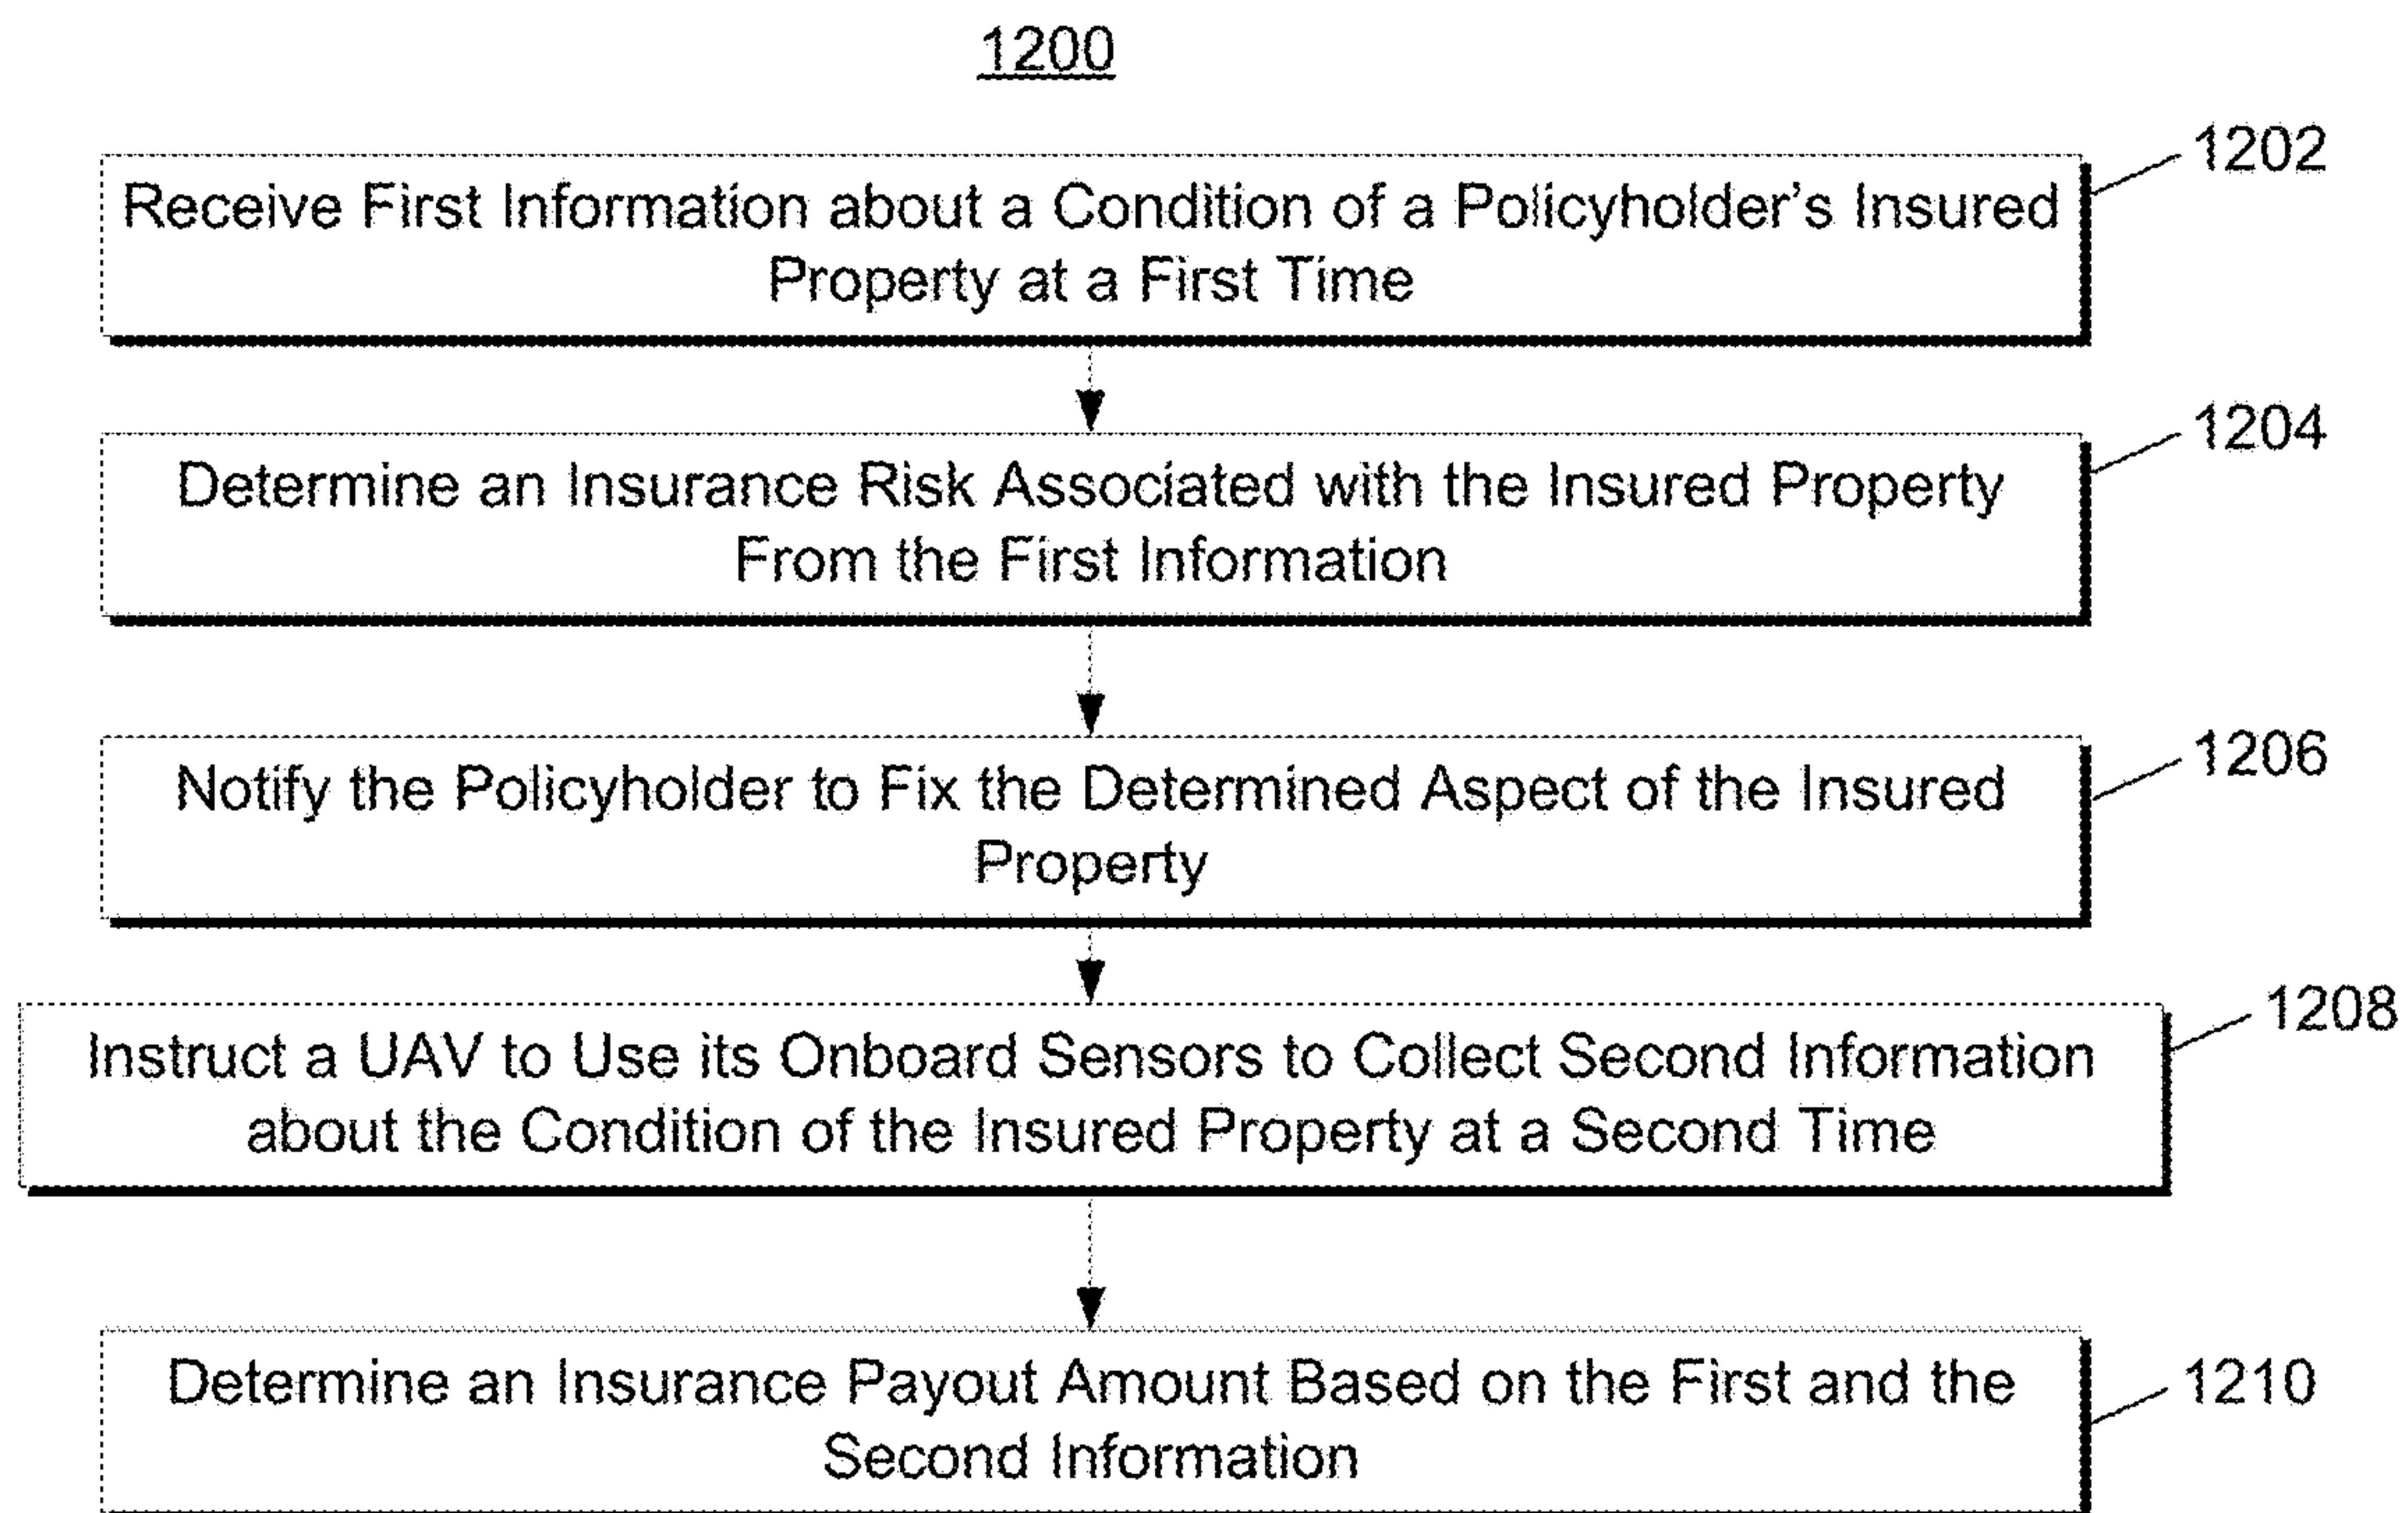 1200
1202
Receive First Information about a Condition of a Policyholder's Insured
Property at a First Time
1204
Determine an Insurance Risk Associated with the Insured Property
From the First Information
1206
Notify the Policyholder to Fix the Determined Aspect of the Insured
Property
1208
Instruct a UAV to Use its Onboard Sensors to Collect Second Information
about the Condition of the Insured Property at a Second Time
1210
Determine an Insurance Payout Amount Based on the First and the
Second Information